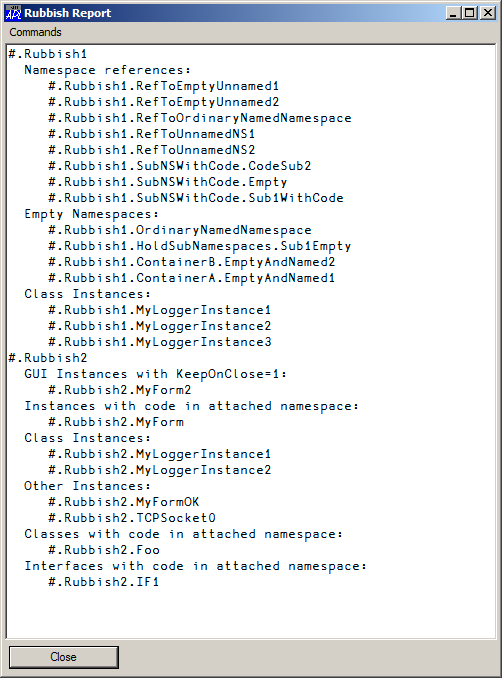 Rubbish Report
Commands
#.Rubbish1
Namespace references:
#.Rubbish1.RefToEmptyUnnamed1
#.Rubbish1.RefToEmptyUnnamed2
#.Rubbish1.RefToOrdinaryNamedNamespace
#.Rubbish1.RefToUnnamedNS1
#.Rubbish1.RefToUnnamedNS2
#.Rubbish1.SubNSWithCode.CodeSub2
#.Rubbish1.SubNSWithCode.Empty
#.Rubbish1.SubNSWithCode.Sub1WithCode
Empty Namespaces:
#.Rubbish1.OrdinaryNamedNamespace
#.Rubbish1.HoldSubNamespaces.Sub1Empty
#.Rubbish1.ContainerB.EmptyAndNamed2
#.Rubbish1.ContainerA.EmptyAndNamed1
Class Instances:
#.Rubbish1.MyLoggerInstance1
#.Rubbish1.MyLoggerInstance2
#.Rubbish1.MyLoggerInstance3
#.Rubbish2
GUI Instances with KeepOnClose=1:
#.Rubbish2.MyForm2
Instances with code in attached namespace:
#.Rubbish2.MyForm
Class Instances:
#.Rubbish2.MyLoggerInstance1
#.Rubbish2.MyLoggerInstance2
Other Instances:
#.Rubbish2.MyFormOK
#.Rubbish2.TCPSocket0
Classes with code in attached namespace:
#.Rubbish2.Foo
Interfaces with code in attached namespace:
#.Rubbish2.IF1
Close